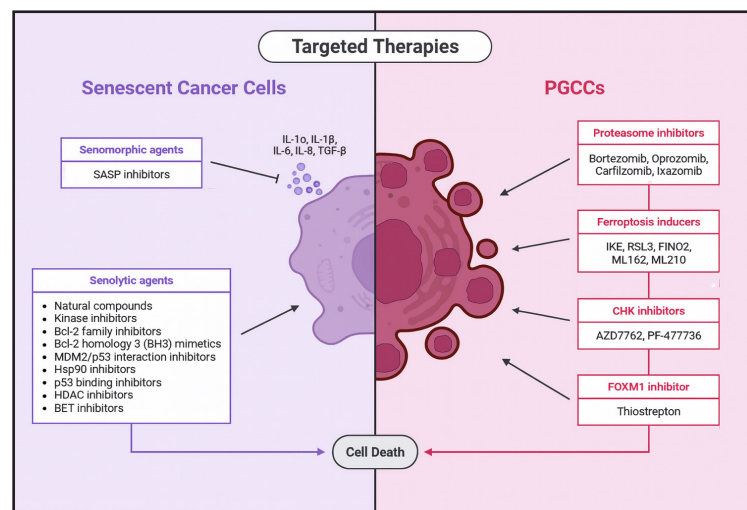 Targeted Therapies
Senescent Cancer Cells
Senomorphic agents
SASP inhibitors
IL-1α, IL-1β,
IL-6, IL-8, TGF-β
Senolytic agents
• Natural compounds
• Kinase inhibitors
• Bcl-2 family inhibitors
• Bcl-2 homology 3 (BH3) mimetics
• MDM2/p53 interaction inhibitors
• Hsp90 inhibitors
• p53 binding inhibitors
• HDAC inhibitors
• BET inhibitors
PGCCs
Proteasome inhibitors
Bortezomib, Oprozomib,
Carfilzomib, Ixazomib
Ferroptosis inducers
IKE, RSL3, FINO2,
ML162, ML210
CHK inhibitors
AZD7762, PF-477736
FOXM1 inhibitor
Thiostrepton
Cell Death